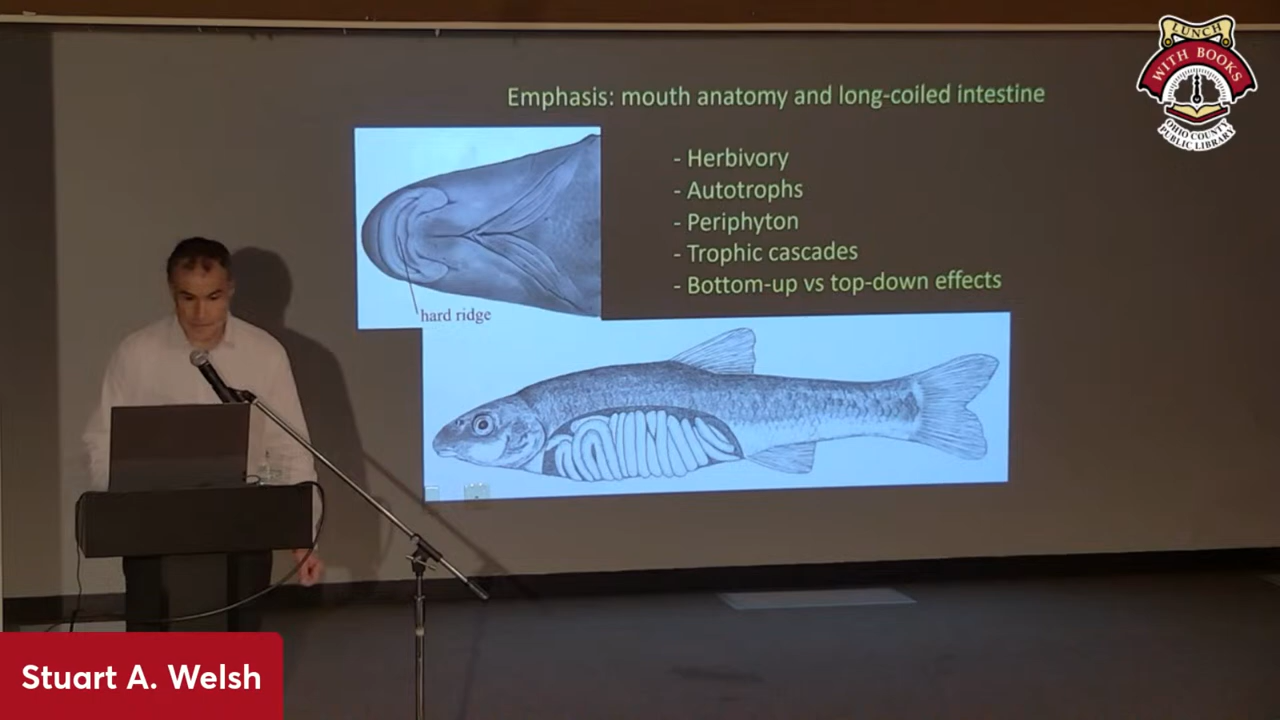 Emphasis: mouth anatomy and long-coiled intestine
- Herbivory
- Autotrophs
- Periphyton
- Trophic cascades
- Bottom-up vs top-down effects
hard ridge
LUNCH
WITH BOOKS
OHIO COUNTY
PUBLIC LIBRARY
Stuart A. Welsh